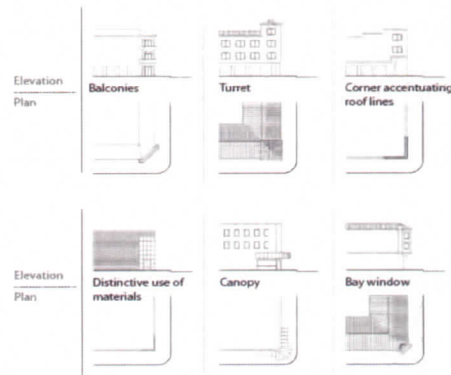 Elevation
Plan
Balconies
Turret
Corner accentuating
roof lines
Elevation
Plan
Distinctive use of
materials
Canopy
Bay window